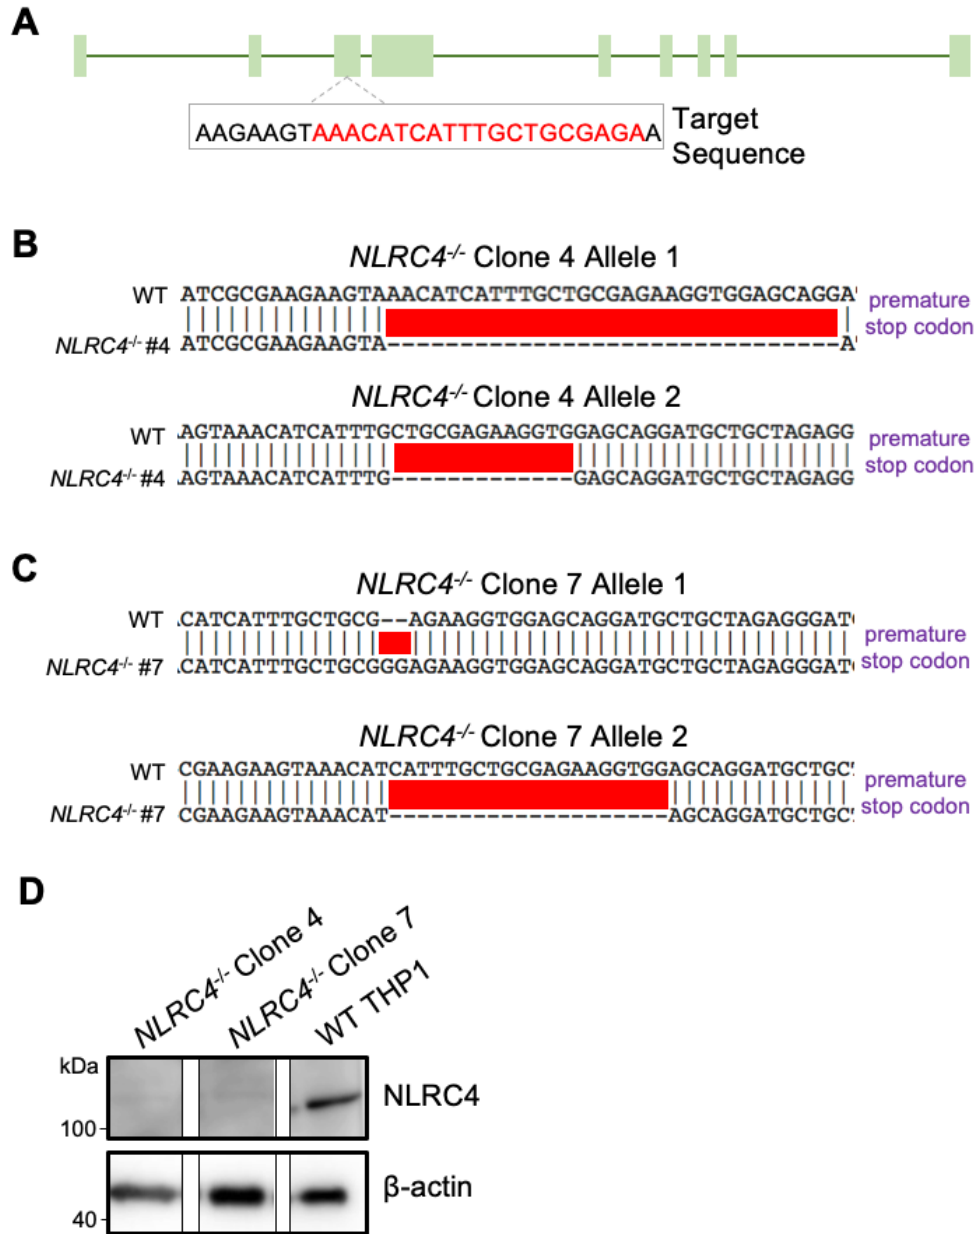 A
AAGAAGTAAACATCATTTGCTGCGAGAA
Target
Sequence
B
NLRC4-/- Clone 4 Allele 1
WT ATCGCGAAGAAGTAAACATCATTTGCTGCGAGAAGGTGGAGCAGGA
NLRC4-/- #4 ATCGCGAAGAAGTA-------------------------------A
premature
stop codon
NLRC4-/- Clone 4 Allele 2
WT AGTAAACATCATTTGCTGCGAGAAGGTGGAGCAGGATGCTGCTAGAGG
NLRC4-/- #4 AGTAAACATCATTTG-------------GAGCAGGATGCTGCTAGAGG
premature
stop codon
C
NLRC4-/- Clone 7 Allele 1
WT CATCATTTGCTGCG--AGAAGGTGGAGCAGGATGCTGCTAGAGGGAT
NLRC4-/- #7 CATCATTTGCTGCGGGAGAAGGTGGAGCAGGATGCTGCTAGAGGGAT
premature
stop codon
NLRC4-/- Clone 7 Allele 2
WT CGAAGAAGTAAACATCATTTGCTGCGAGAAGGTGGAGCAGGATGCTGC
NLRC4-/- #7 CGAAGAAGTAAACAT--------------------AGCAGGATGCTGC
premature
stop codon
D
NLRC4-/- Clone 4
NLRC4-/- Clone 7
WT THP1
kDa
NLRC4
100
β-actin
40